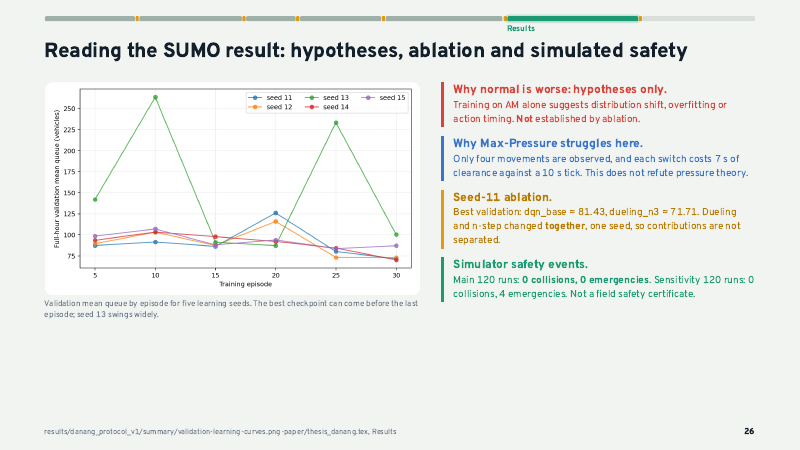 Results
Reading the SUMO result: hypotheses, ablation and simulated safety
seed 11
seed 12
seed 13
seed 14
seed 15
250
225
200
175
150
125
100
75
Full-hour validation mean queue (vehicles)
5
10
15
20
25
30
Training episode
Validation mean queue by episode for five learning seeds. The best checkpoint can come before the last
episode; seed 13 swings widely.
Why normal is worse: hypotheses only.
Training on AM alone suggests distribution shift, overfitting or
action timing. Not established by ablation.
Why Max-Pressure struggles here.
Only four movements are observed, and each switch costs 7 s of
clearance against a 10 s tick. This does not refute pressure theory.
Seed-11 ablation.
Best validation: dqn_base = 81.43, dueling_n3 = 71.71. Dueling
and n-step changed together, one seed, so contributions are not
separated.
Simulator safety events.
Main 120 runs: 0 collisions, 0 emergencies. Sensitivity 120 runs: 0
collisions, 4 emergencies. Not a field safety certificate.
results/danang_protocol_v1/summary/validation-learning-curves.png·paper/thesis_danang.tex, Results
26